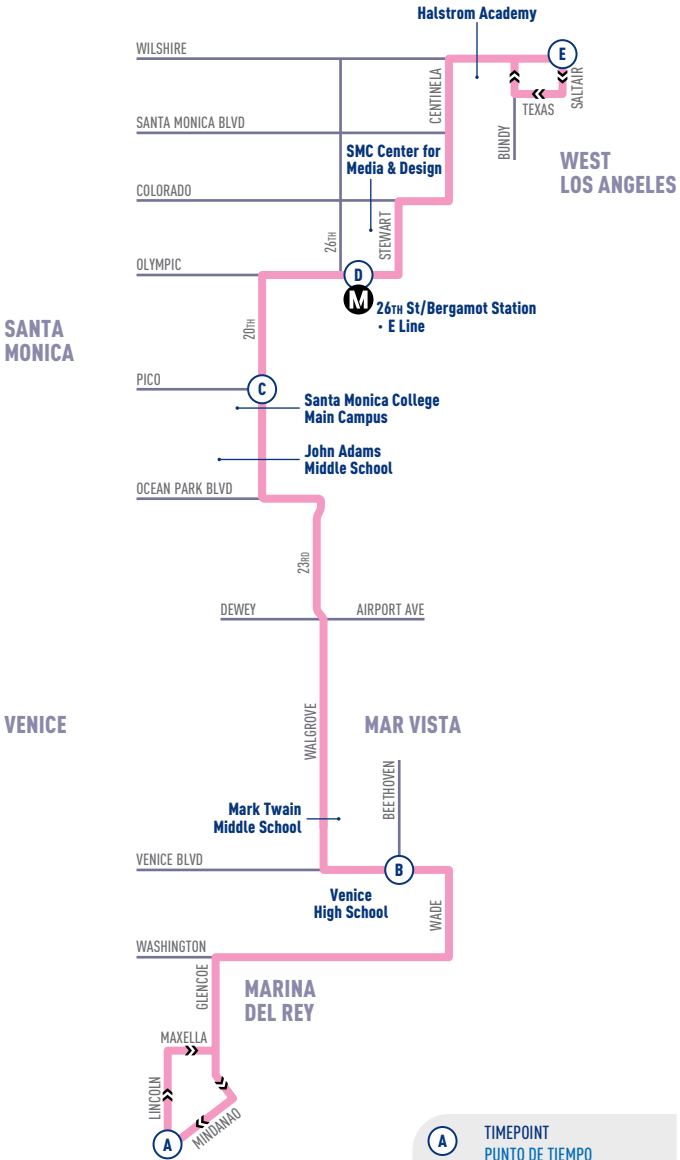 Halstrom Academy
WILSHIRE
E
CENTINELA
SALTAIR
TEXAS
BUNDY
SANTA MONICA BLVD
SMC Center for
Media & Design
WEST
LOS ANGELES
COLORADO
STEWART
26TH
OLYMPIC
D
M
26TH St/Bergamot Station
• E Line
20TH
SANTA
MONICA
PICO
C
Santa Monica College
Main Campus
John Adams
Middle School
OCEAN PARK BLVD
23RD
DEWEY
AIRPORT AVE
WALGROVE
VENICE
MAR VISTA
BEETHOVEN
Mark Twain
Middle School
VENICE BLVD
B
Venice
High School
WADE
WASHINGTON
GLENCOE
MARINA
DEL REY
MAXELLA
LINCOLN
MINDANAO
A
A
TIMEPOINT
PUNTO DE TIEMPO